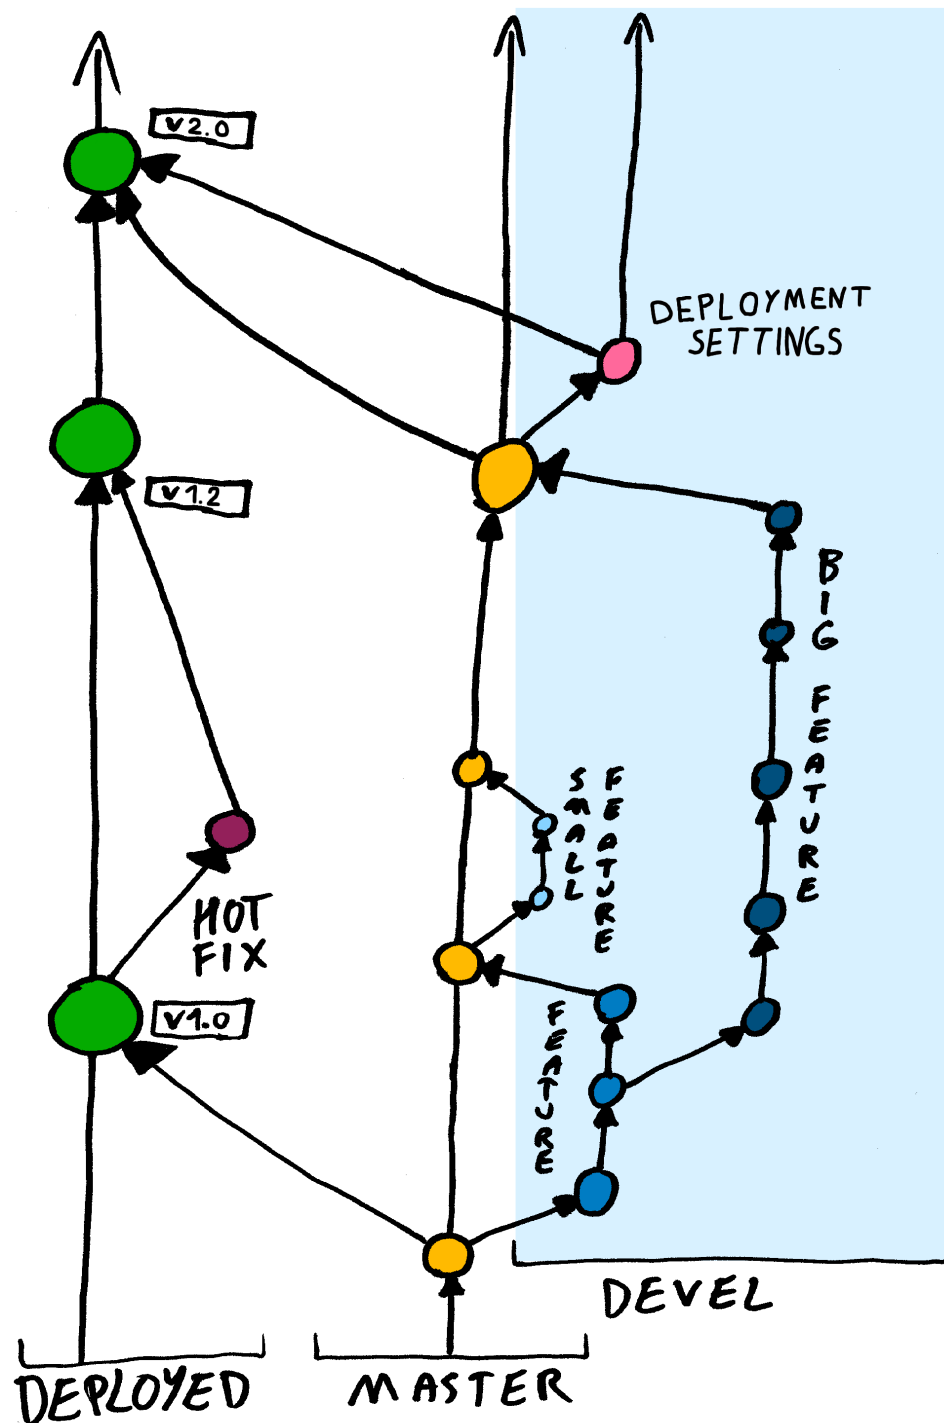 v2.0
DEPLOYMENT
SETTINGS
v1.2
BIG FEATURE
SMALL
FEATURE
HOT
FIX
v1.0
FEATURE
DEVEL
DEPLOYED
MASTER